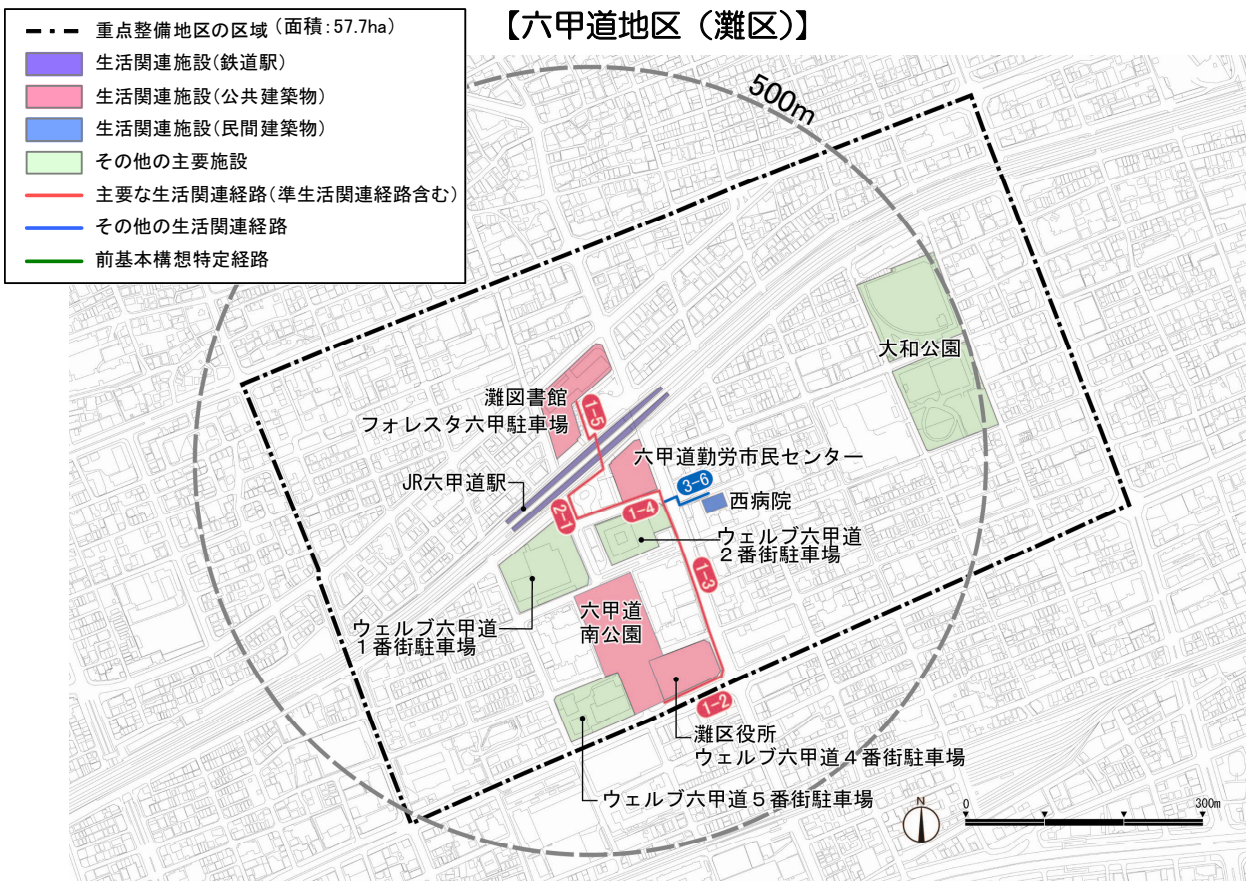 【六甲道地区（灘区）】
重点整備地区の区域（面積：57.7ha）
生活関連施設(鉄道駅)
生活関連施設(公共建築物)
生活関連施設(民間建築物)
その他の主要施設
主要な生活関連経路(準生活関連経路含む)
その他の生活関連経路
前基本構想特定経路
500m
大和公園
灘図書館
フォレスタ六甲駐車場
1-5
六甲道勤労市民センター
JR六甲道駅
3-6
西病院
2-1
1-4
ウェルブ六甲道
２番街駐車場
1-3
六甲道
南公園
ウェルブ六甲道
１番街駐車場
1-2
灘区役所
ウェルブ六甲道４番街駐車場
ウェルブ六甲道５番街駐車場
N
0
300m